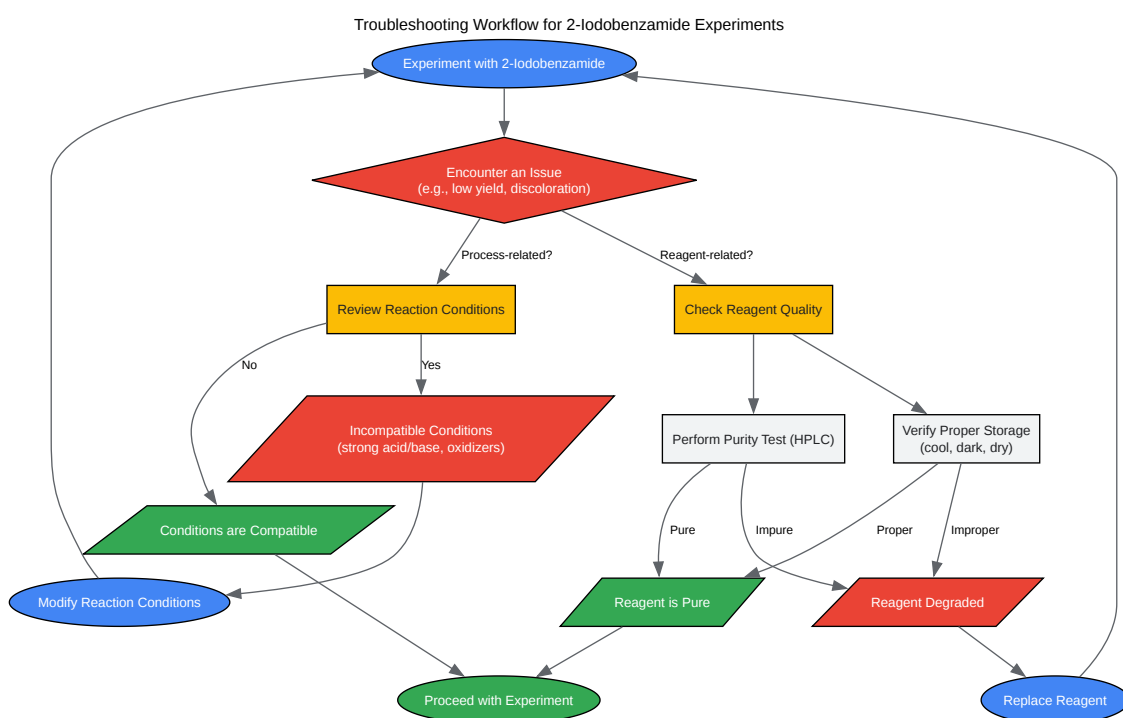 Troubleshooting Workflow for 2-Iodobenzamide Experiments
Experiment with 2-Iodobenzamide
Encounter an Issue
(e.g., low yield, discoloration)
Process-related?
Reagent-related?
Review Reaction Conditions
Check Reagent Quality
No
Yes
Incompatible Conditions
(strong acid/base, oxidizers)
Perform Purity Test (HPLC)
Verify Proper Storage
(cool, dark, dry)
Conditions are Compatible
Pure
Impure
Proper
Improper
Modify Reaction Conditions
Reagent is Pure
Reagent Degraded
Proceed with Experiment
Replace Reagent